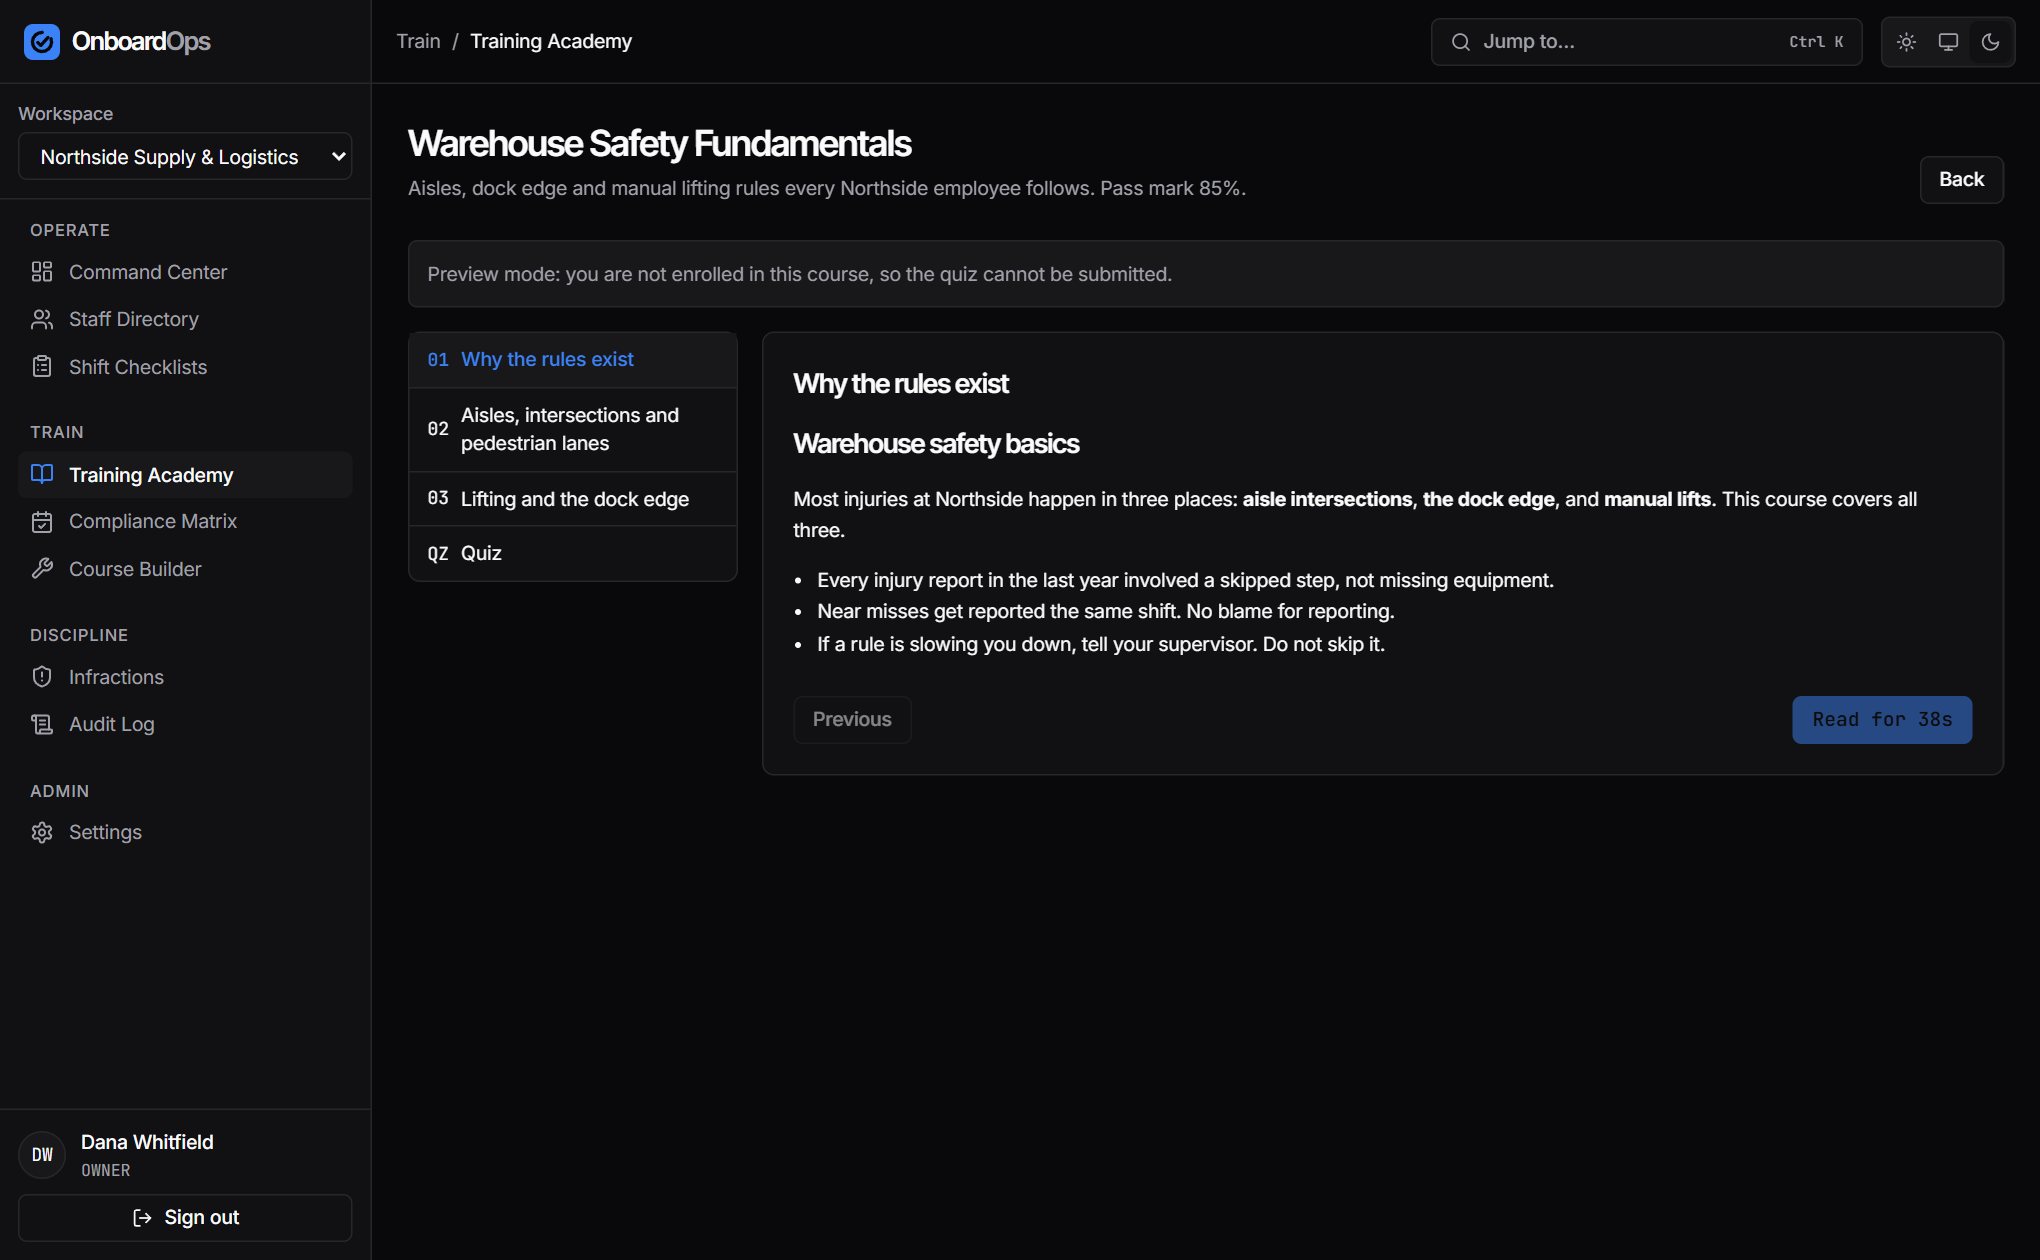 OnboardOps
Train / Training Academy
Jump to...
Ctrl K
Workspace
Northside Supply & Logistics
OPERATE
Command Center
Staff Directory
Shift Checklists
TRAIN
Training Academy
Compliance Matrix
Course Builder
DISCIPLINE
Infractions
Audit Log
ADMIN
Settings
DW
Dana Whitfield
OWNER
Sign out
Warehouse Safety Fundamentals
Aisles, dock edge and manual lifting rules every Northside employee follows. Pass mark 85%.
Back
Preview mode: you are not enrolled in this course, so the quiz cannot be submitted.
01 Why the rules exist
02 Aisles, intersections and
pedestrian lanes
03 Lifting and the dock edge
QZ Quiz
Why the rules exist
Warehouse safety basics
Most injuries at Northside happen in three places: aisle intersections, the dock edge, and manual lifts. This course covers all
three.
• Every injury report in the last year involved a skipped step, not missing equipment.
• Near misses get reported the same shift. No blame for reporting.
• If a rule is slowing you down, tell your supervisor. Do not skip it.
Previous
Read for 38s